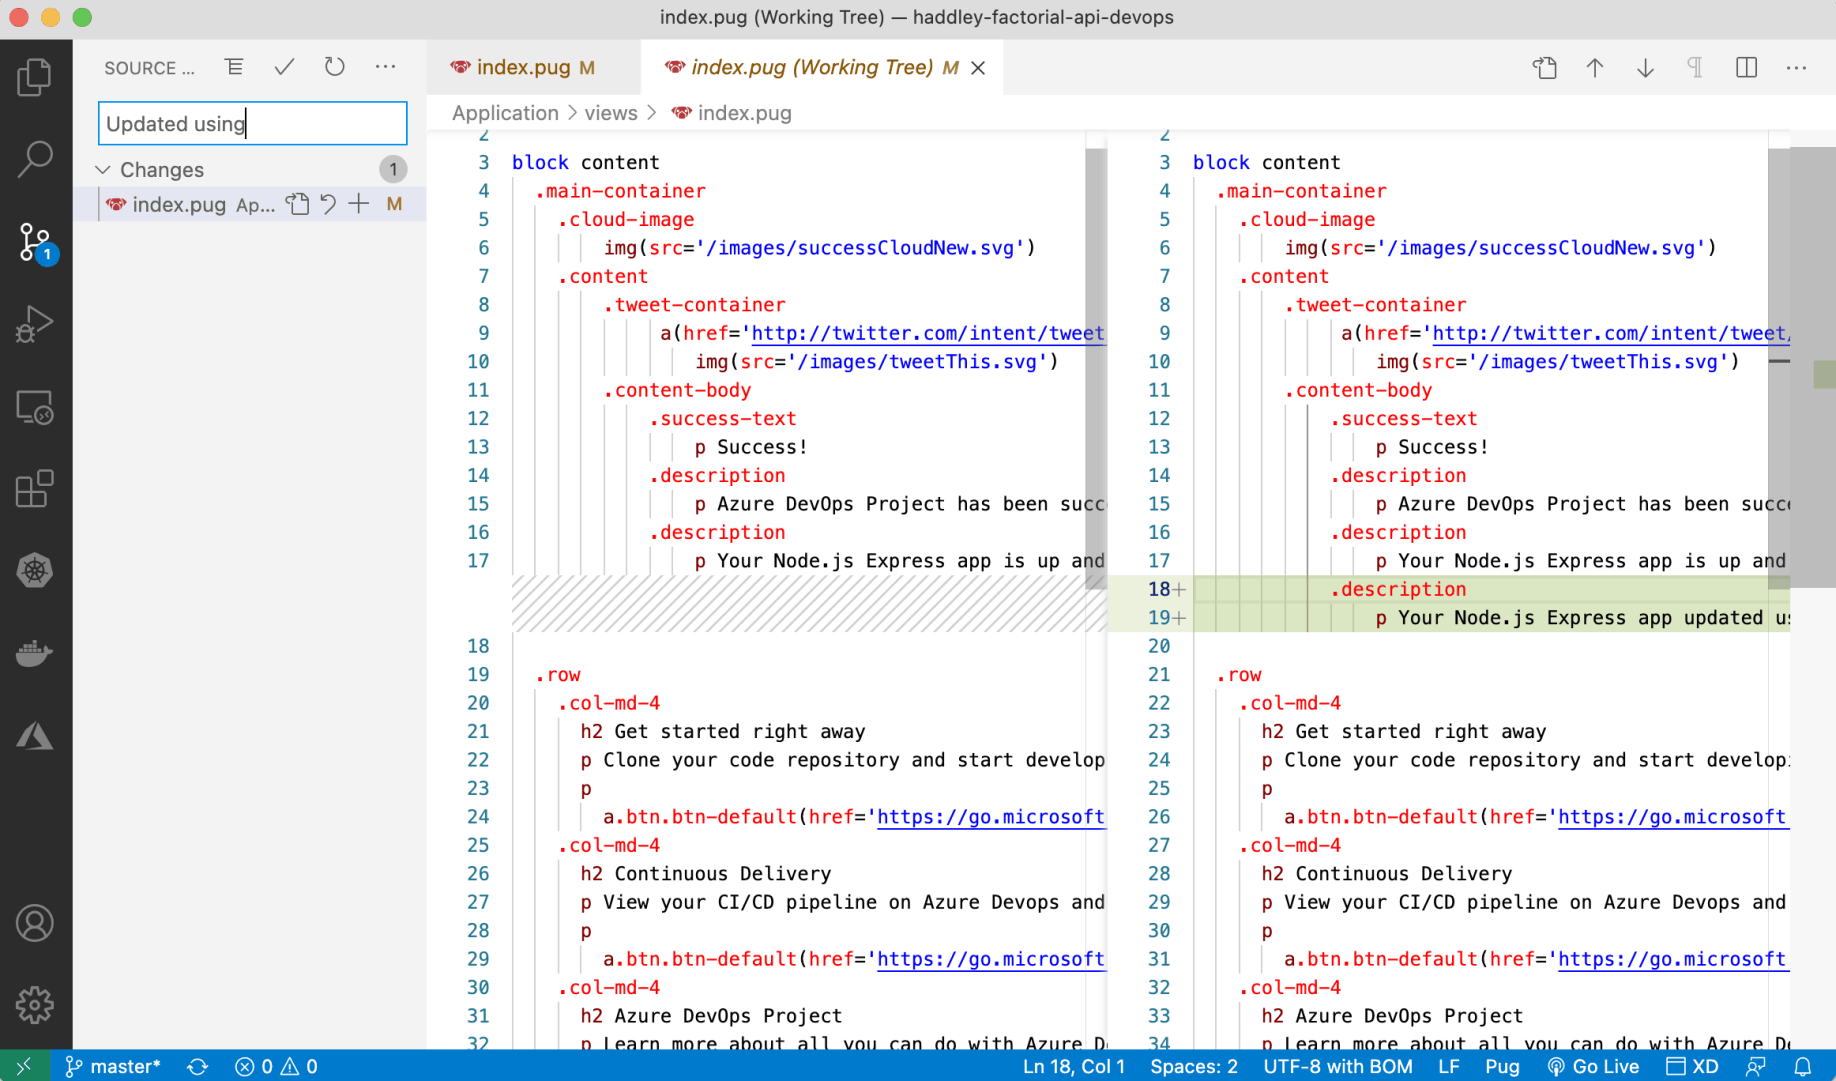 index.pug (Working Tree) — haddley-factorial-api-devops
SOURCE ...
index.pug M
index.pug (Working Tree) M
Updated using
Application > views > index.pug
Changes 1
index.pug Ap... M
1
2
3 block content
4 .main-container
5 .cloud-image
6 img(src='/images/successCloudNew.svg')
7 .content
8 .tweet-container
9 a(href='http://twitter.com/intent/tweet
10 img(src='/images/tweetThis.svg')
11 .content-body
12 .success-text
13 p Success!
14 .description
15 p Azure DevOps Project has been succ
16 .description
17 p Your Node.js Express app is up and
18
19 .row
20 .col-md-4
21 h2 Get started right away
22 p Clone your code repository and start develop
23 p
24 a.btn.btn-default(href='https://go.microsoft
25 .col-md-4
26 h2 Continuous Delivery
27 p View your CI/CD pipeline on Azure Devops and
28 p
29 a.btn.btn-default(href='https://go.microsoft
30 .col-md-4
31 h2 Azure DevOps Project
32 p Learn more about all you can do with Azure D
2
3 block content
4 .main-container
5 .cloud-image
6 img(src='/images/successCloudNew.svg')
7 .content
8 .tweet-container
9 a(href='http://twitter.com/intent/tweet/
10 img(src='/images/tweetThis.svg')
11 .content-body
12 .success-text
13 p Success!
14 .description
15 p Azure DevOps Project has been succe
16 .description
17 p Your Node.js Express app is up and
18+ .description
19+ p Your Node.js Express app updated us
20
21 .row
22 .col-md-4
23 h2 Get started right away
24 p Clone your code repository and start developi
25 p
26 a.btn.btn-default(href='https://go.microsoft.
27 .col-md-4
28 h2 Continuous Delivery
29 p View your CI/CD pipeline on Azure Devops and
30 p
31 a.btn.btn-default(href='https://go.microsoft.
32 .col-md-4
33 h2 Azure DevOps Project
34 p Learn more about all you can do with Azure De
master* 0 0 Ln 18, Col 1 Spaces: 2 UTF-8 with BOM LF Pug Go Live XD